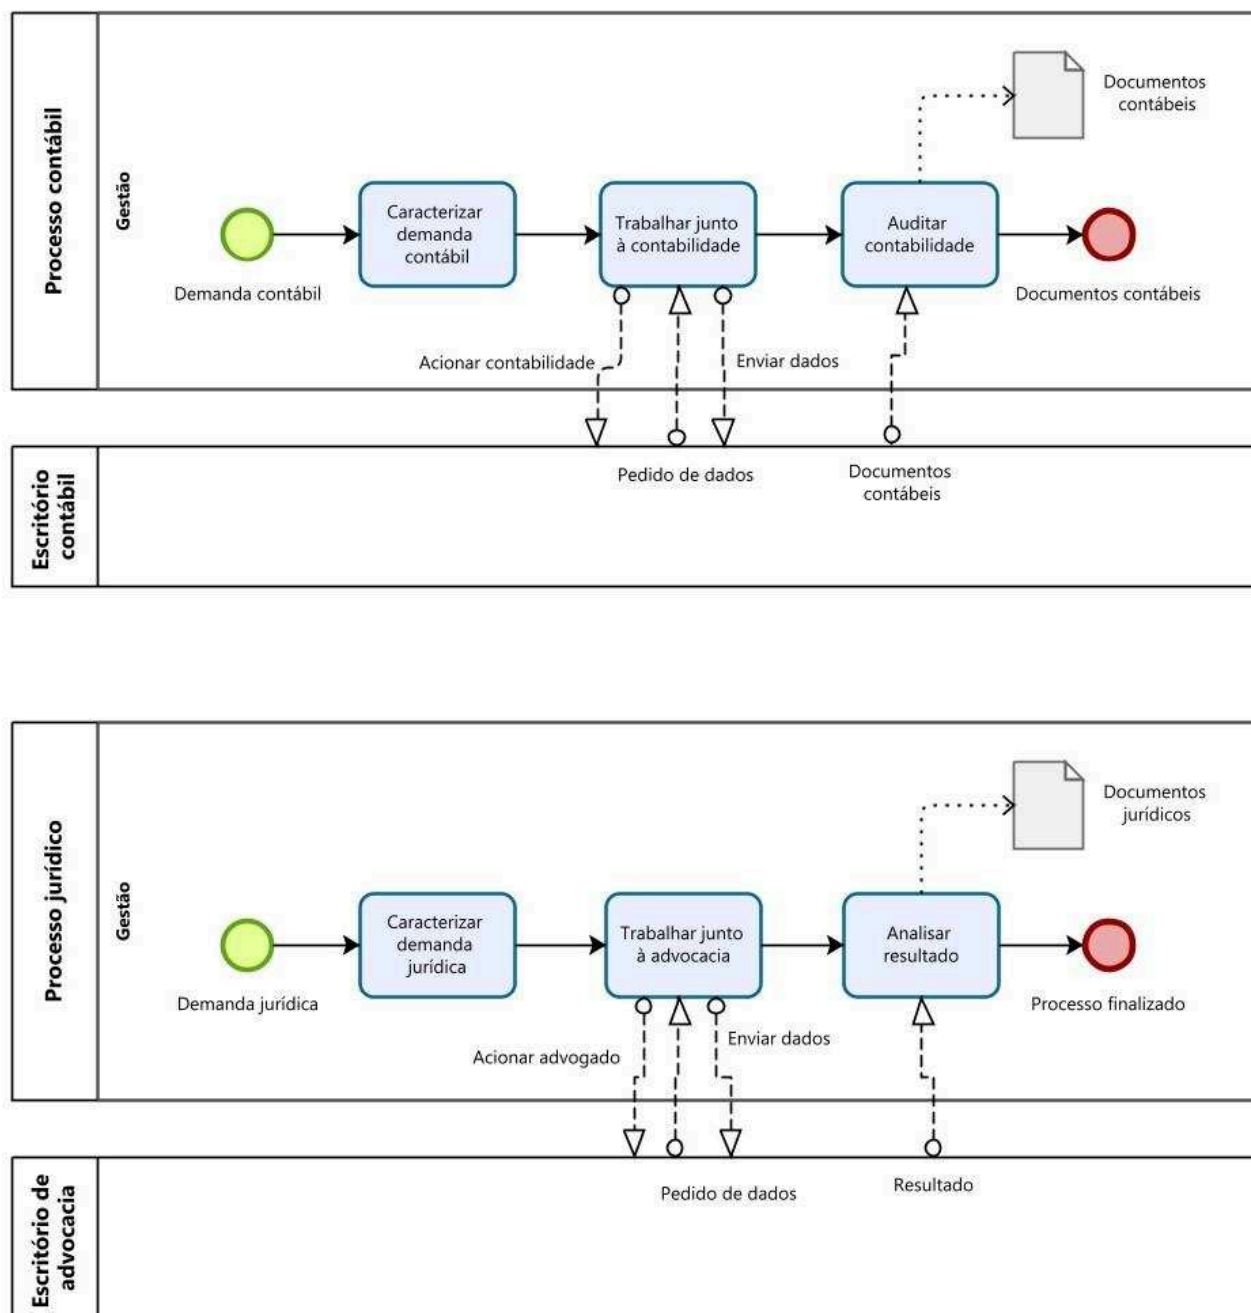 Processo contábil
Gestão
Documentos
contábeis
Caracterizar
demanda
contábil
Trabalhar junto
à contabilidade
Auditar
contabilidade
Demanda contábil
Documentos contábeis
Acionar contabilidade
Enviar dados
Escritório
contábil
Pedido de dados
Documentos
contábeis
Processo jurídico
Gestão
Documentos
jurídicos
Caracterizar
demanda
jurídica
Trabalhar junto
à advocacia
Analisar
resultado
Demanda jurídica
Processo finalizado
Acionar advogado
Enviar dados
Escritório de
advocacia
Pedido de dados
Resultado